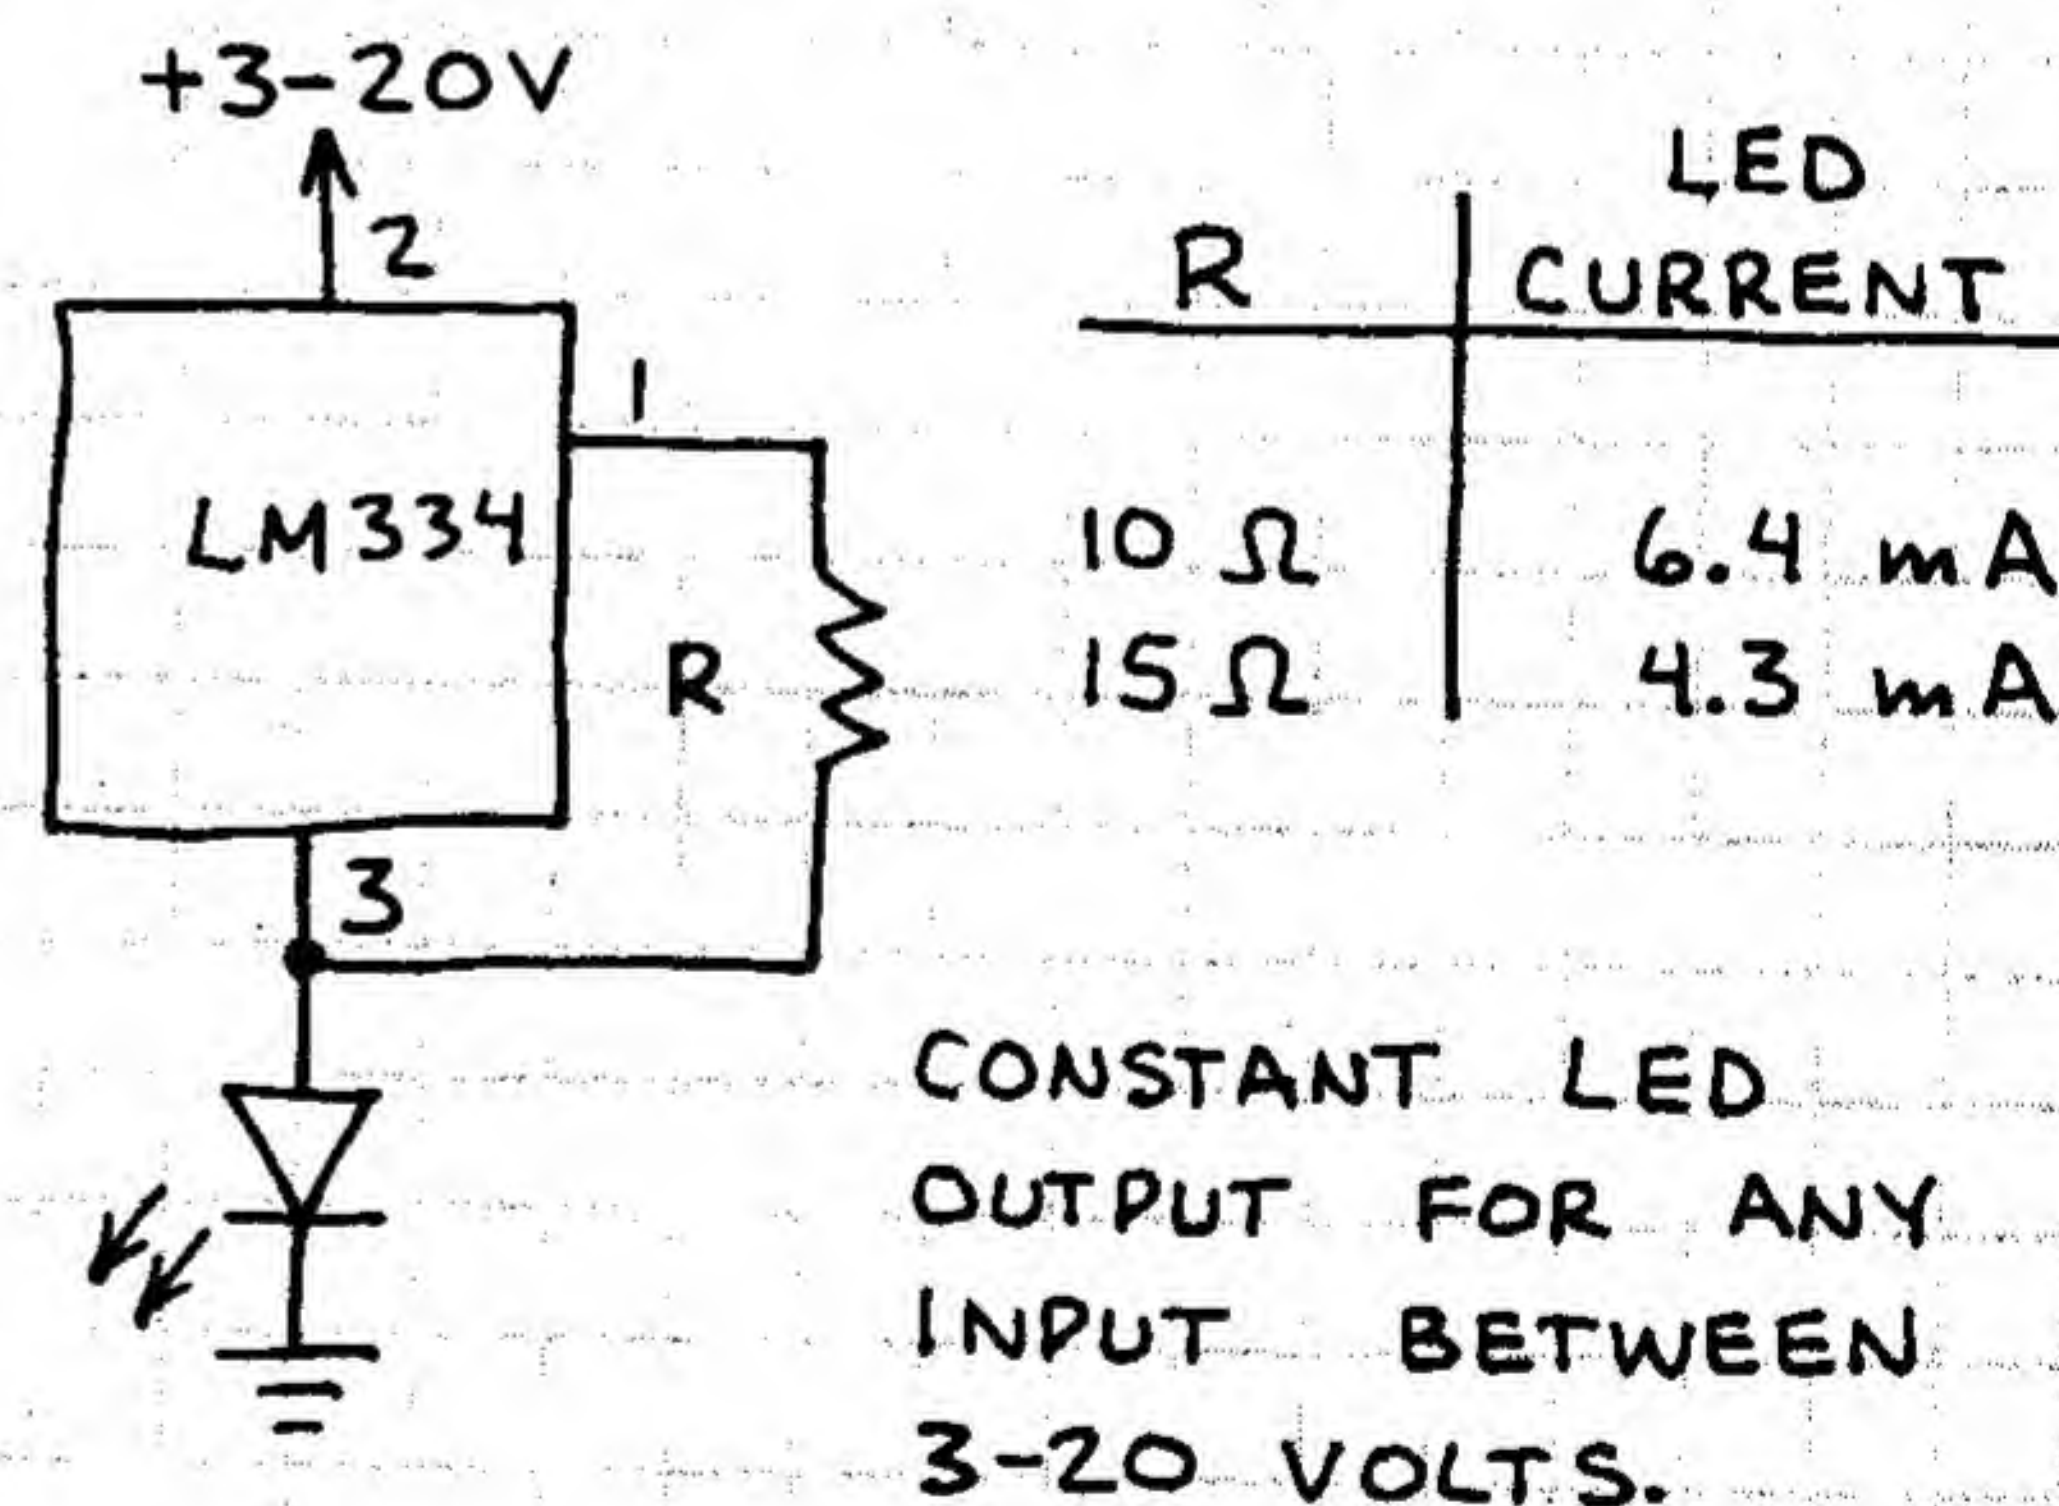 +3-20V
2
1
LM334
R
3
R
LED
CURRENT
10 Ω
6.4 mA
15 Ω
4.3 mA
CONSTANT LED
OUTPUT FOR ANY
INPUT BETWEEN
3-20 VOLTS.